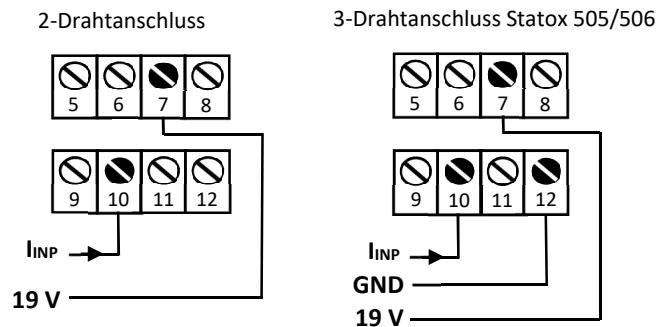 2-Drahtanschluss
5 6 7 8
9 10 11 12
IINP
19 V
3-Drahtanschluss Statox 505/506
5 6 7 8
9 10 11 12
IINP
GND
19 V